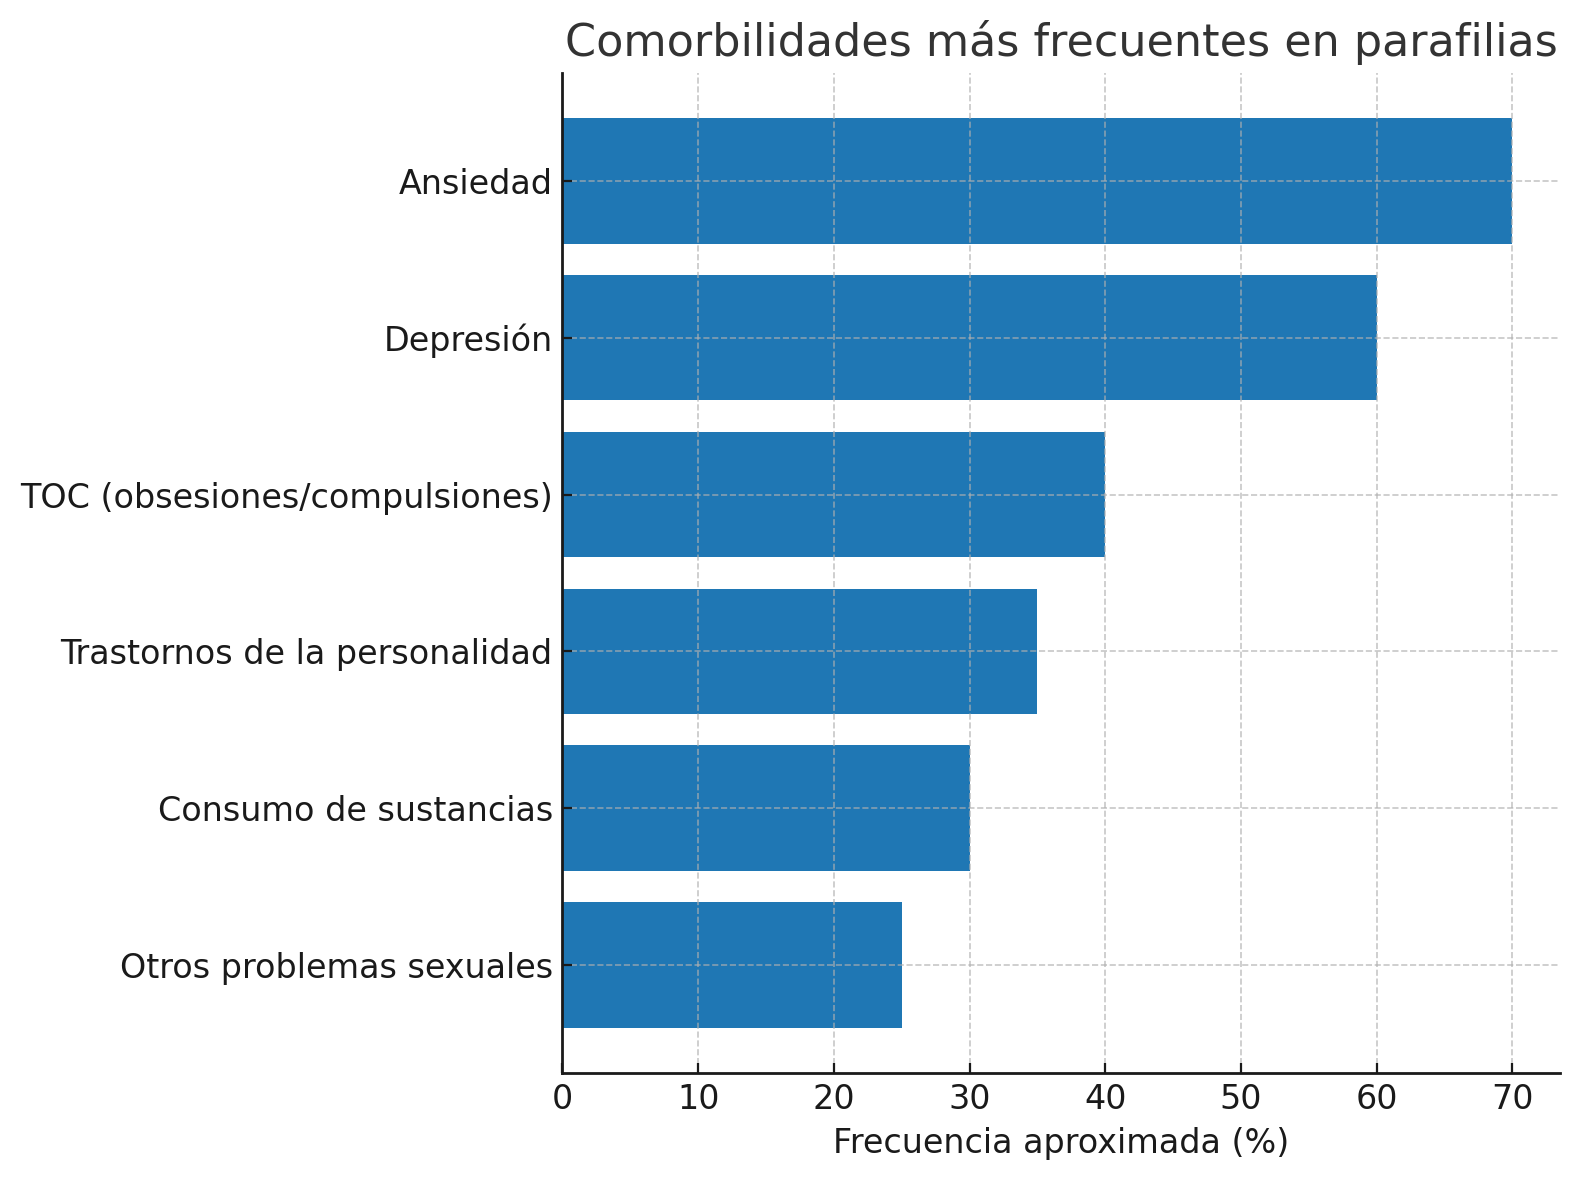 Comorbilidades más frecuentes en parafilias
Ansiedad
Depresión
TOC (obsesiones/compulsiones)
Trastornos de la personalidad
Consumo de sustancias
Otros problemas sexuales
0 10 20 30 40 50 60 70
Frecuencia aproximada (%)